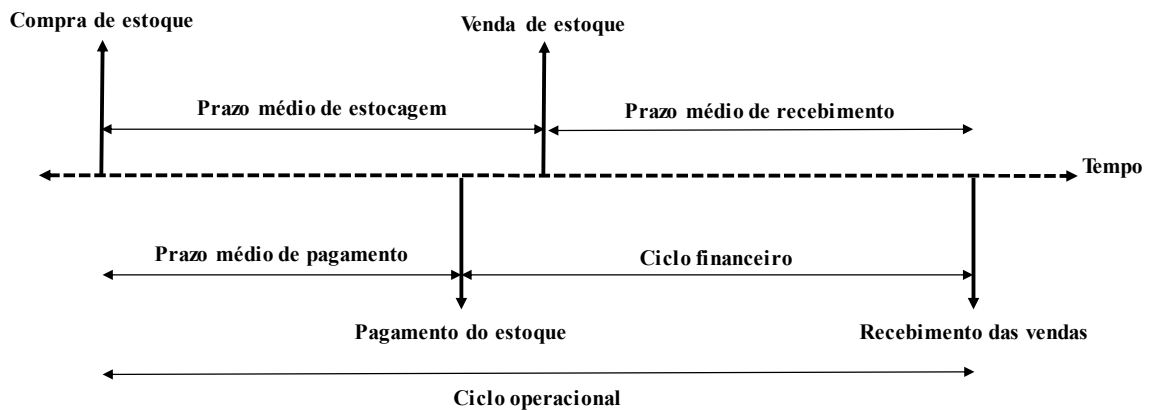 Compra de estoque
Venda de estoque
Prazo médio de estocagem
Prazo médio de recebimento
Tempo
Prazo médio de pagamento
Ciclo financeiro
Pagamento do estoque
Recebimento das vendas
Ciclo operacional